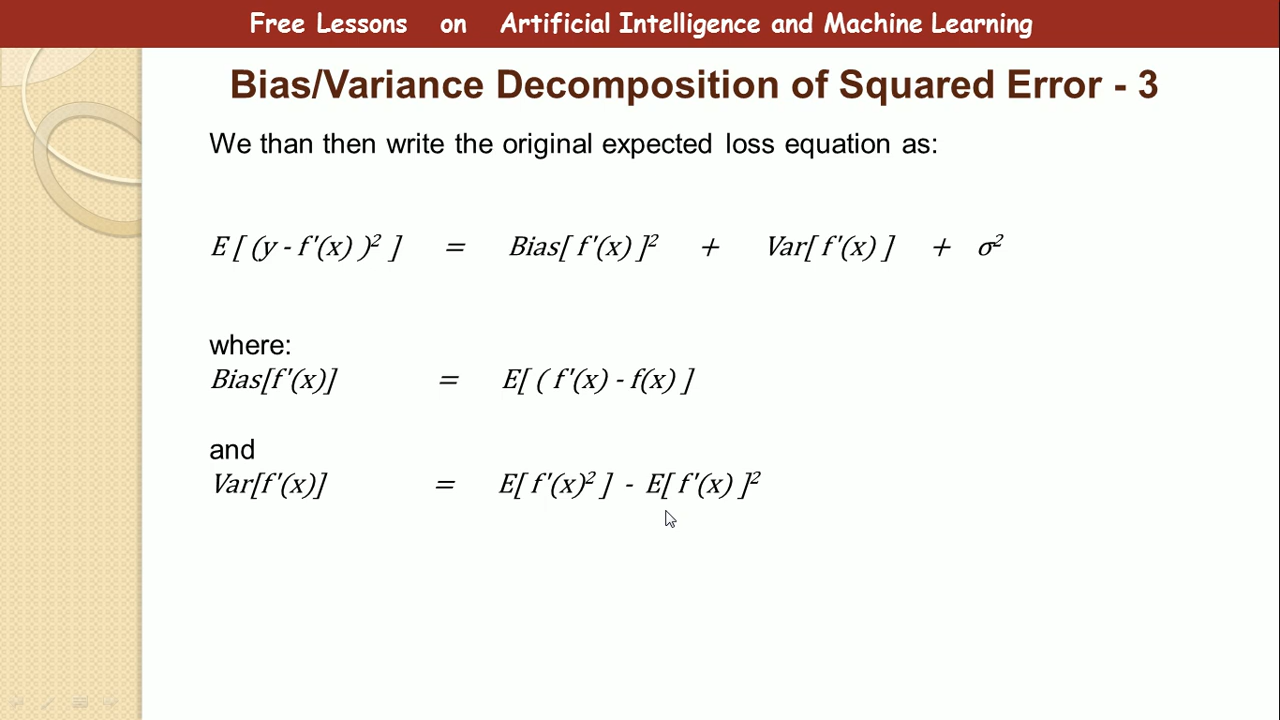 Free Lessons on Artificial Intelligence and Machine Learning
Bias/Variance Decomposition of Squared Error - 3
We than then write the original expected loss equation as:
E [ (y - f'(x) )² ] = Bias[ f'(x) ]² + Var[ f'(x) ] + σ²
where:
Bias[f'(x)] = E[ ( f'(x) - f(x) ]
and
Var[f'(x)] = E[ f'(x)² ] - E[ f'(x) ]²